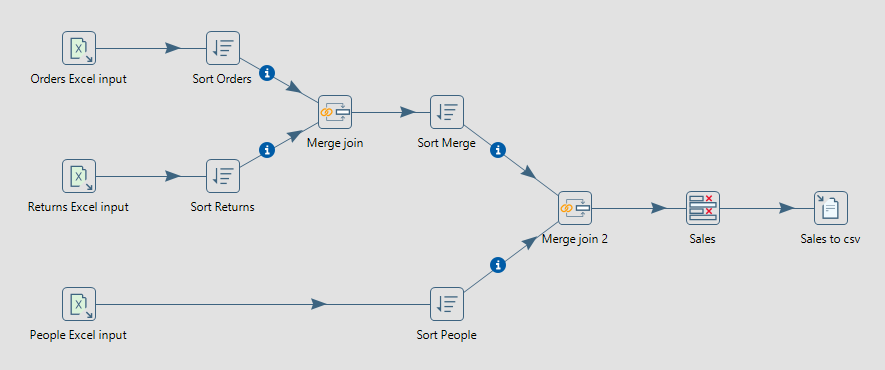 Orders Excel input
Sort Orders
Merge join
Sort Merge
Returns Excel input
Sort Returns
Merge join 2
Sales
Sales to csv
People Excel input
Sort People